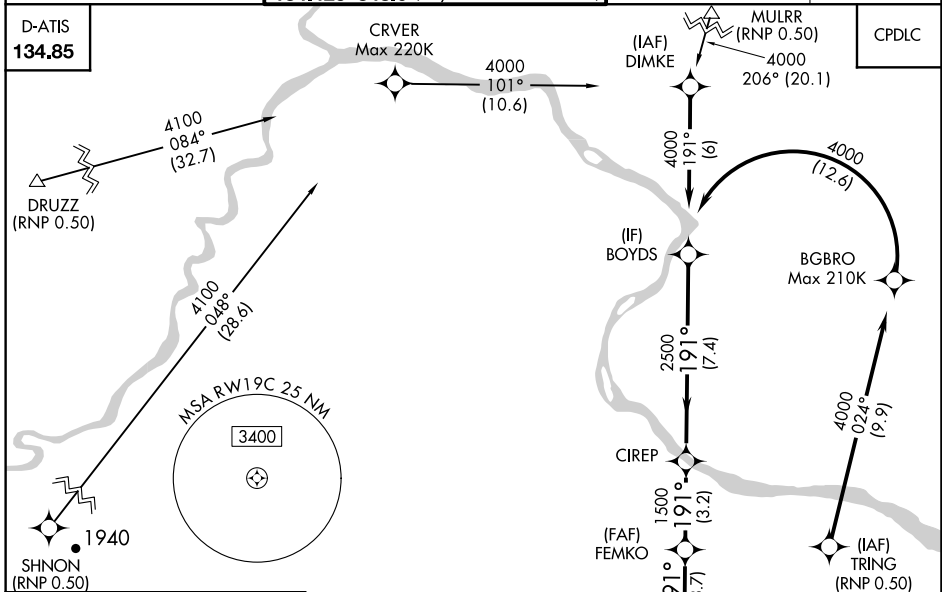 D-ATIS
134.85
CRVER
Max 220K
4000
101°
(10.6)
(IAF)
DIMKE
MULRR
(RNP 0.50)
4000
206° (20.1)
CPDLC
4100
084°
(32.7)
DRUZZ
(RNP 0.50)
4000
191°
(6)
4000
(12.6)
(IF)
BOYDS
BGBRO
Max 210K
4100
048°
(28.6)
2500
191°
(7.4)
4000
024°
(9.9)
MSA RW19C 25 NM
3400
CIREP
1500
191°
(3.2)
(FAF)
FEMKO
1940
SHNON
(RNP 0.50)
(IAF)
TRING
(RNP 0.50)